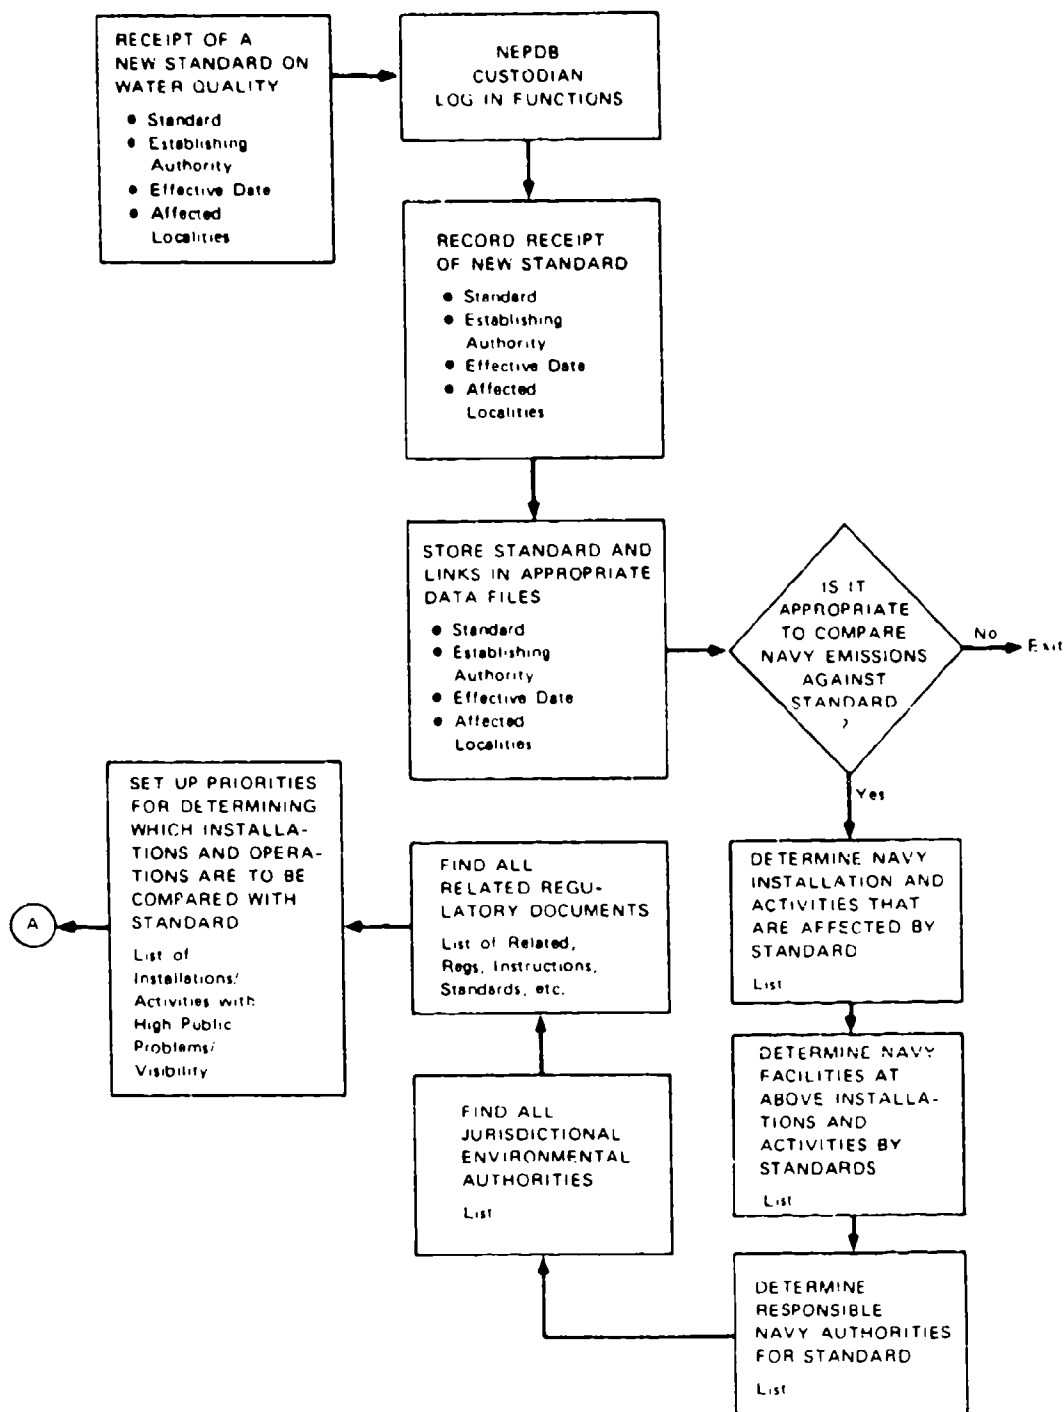 RECEIPT OF A
NEW STANDARD ON
WATER QUALITY
● Standard
● Establishing
Authority
● Effective Date
● Affected
Localities
NEPDB
CUSTODIAN
LOG IN FUNCTIONS
RECORD RECEIPT
OF NEW STANDARD
● Standard
● Establishing
Authority
● Effective Date
● Affected
Localities
STORE STANDARD AND
LINKS IN APPROPRIATE
DATA FILES
● Standard
● Establishing
Authority
● Effective Date
● Affected
Localities
IS IT
APPROPRIATE
TO COMPARE
NAVY EMISSIONS
AGAINST
STANDARD
?
No
Exit
Yes
DETERMINE NAVY
INSTALLATION AND
ACTIVITIES THAT
ARE AFFECTED BY
STANDARD
List
DETERMINE NAVY
FACILITIES AT
ABOVE INSTALLA-
TIONS AND
ACTIVITIES BY
STANDARDS
List
DETERMINE
RESPONSIBLE
NAVY AUTHORITIES
FOR STANDARD
List
FIND ALL
JURISDICTIONAL
ENVIRONMENTAL
AUTHORITIES
List
FIND ALL
RELATED REGU-
LATORY DOCUMENTS
List of Related,
Regs, Instructions,
Standards, etc.
SET UP PRIORITIES
FOR DETERMINING
WHICH INSTALLA-
TIONS AND OPERA-
TIONS ARE TO BE
COMPARED WITH
STANDARD
List of
Installations/
Activities with
High Public
Problems/
Visibility
A